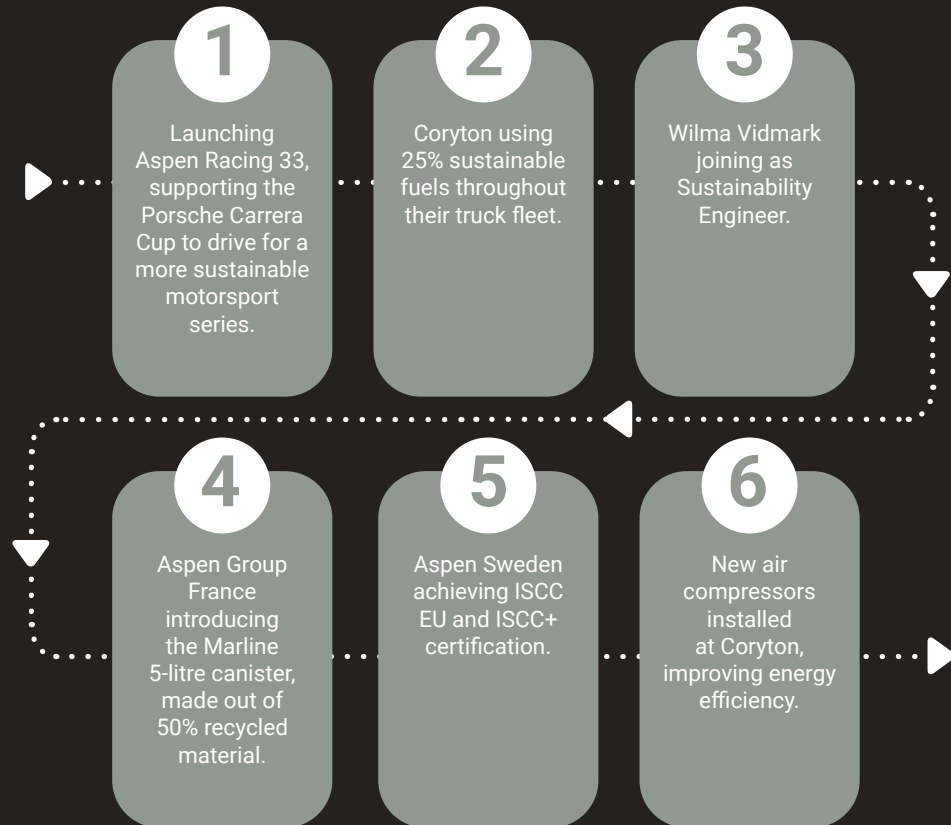 1
Launching
Aspen Racing 33,
supporting the
Porsche Carrera
Cup to drive for a
more sustainable
motorsport
series.
2
Coryton using
25% sustainable
fuels throughout
their truck fleet.
3
Wilma Vidmark
joining as
Sustainability
Engineer.
4
Aspen Group
France
introducing
the Marline
5-litre canister,
made out of
50% recycled
material.
5
Aspen Sweden
achieving ISCC
EU and ISCC+
certification.
6
New air
compressors
installed
at Coryton,
improving energy
efficiency.